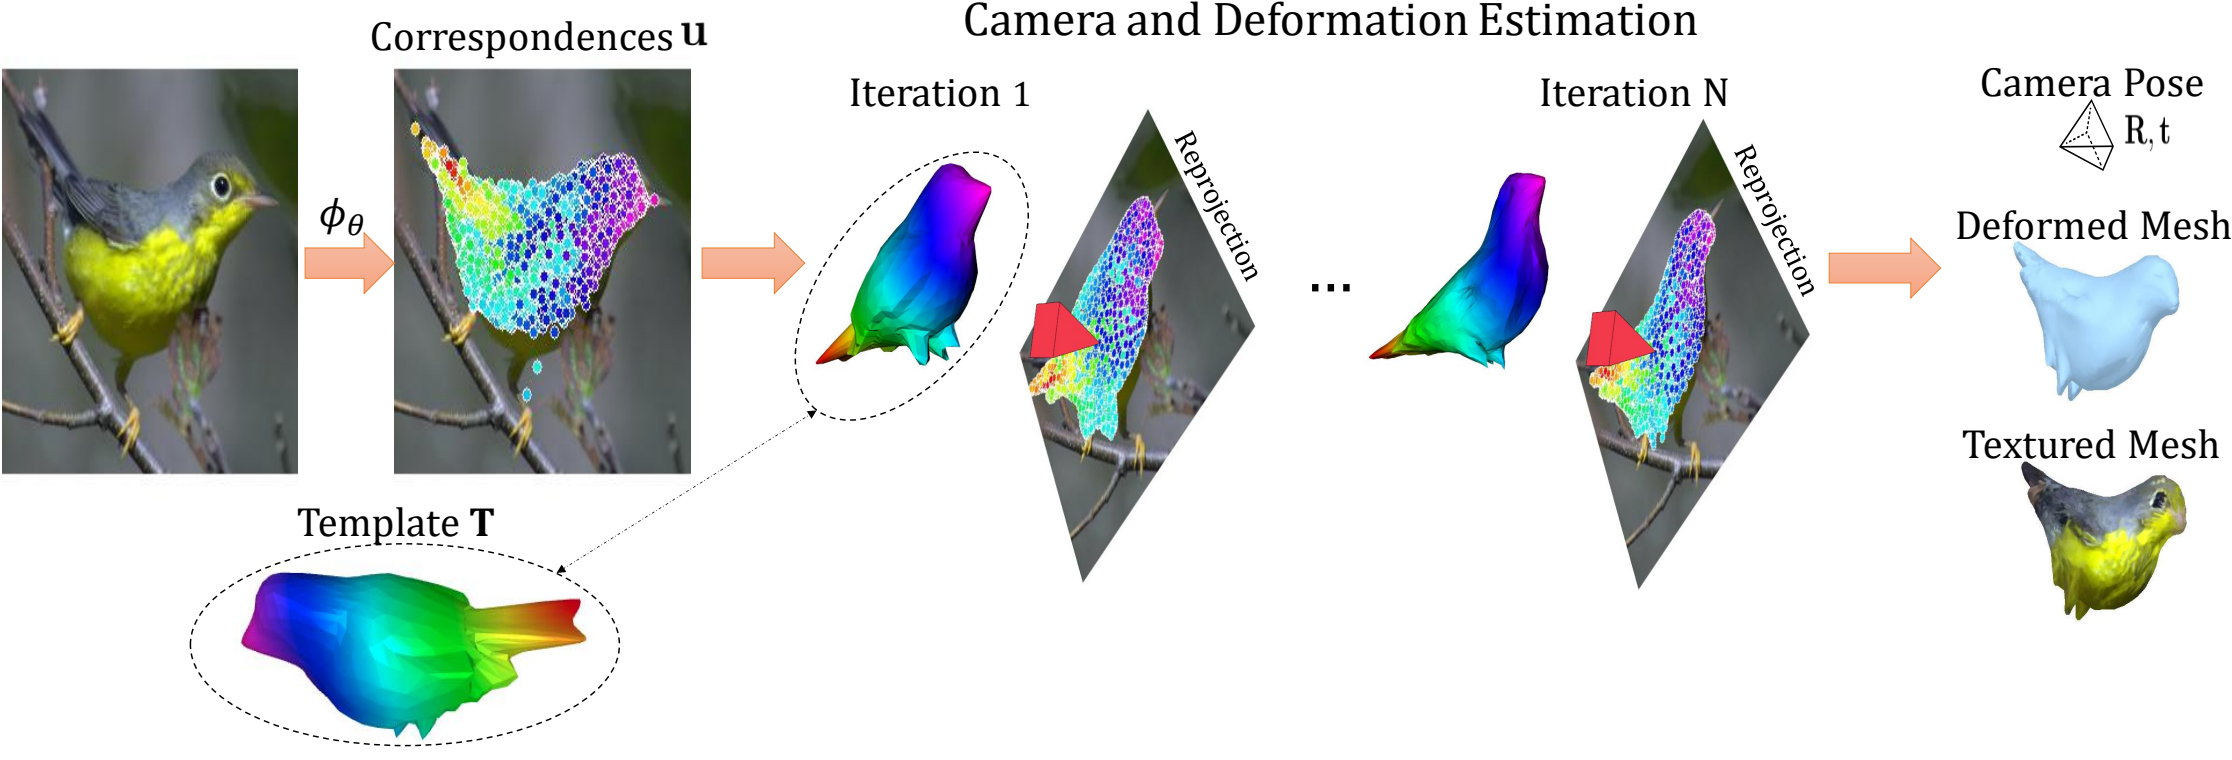 Camera and Deformation Estimation
Correspondences u
Iteration 1
Iteration N
Camera Pose
R, t
Reprojection
Reprojection
ϕθ
...
Deformed Mesh
Textured Mesh
Template T